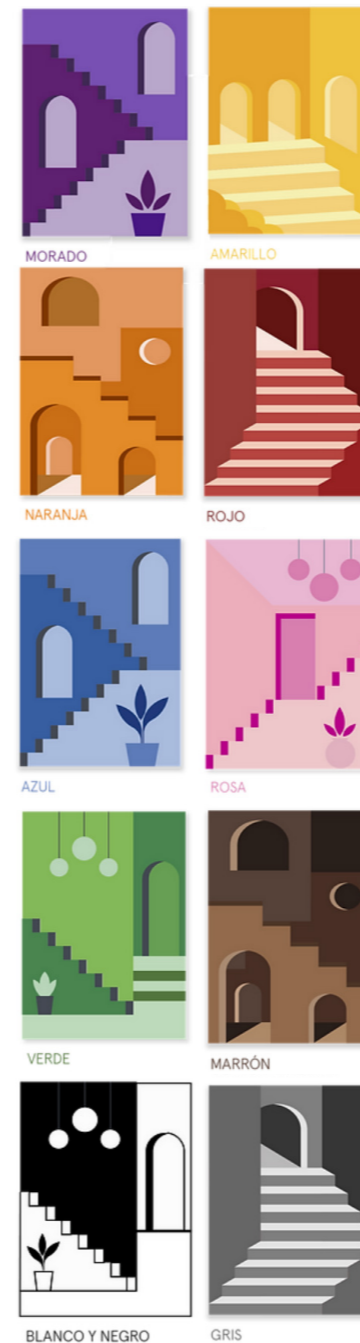 MORADO
AMARILLO
NARANJA
ROJO
AZUL
ROSA
VERDE
MARRÓN
BLANCO Y NEGRO
GRIS